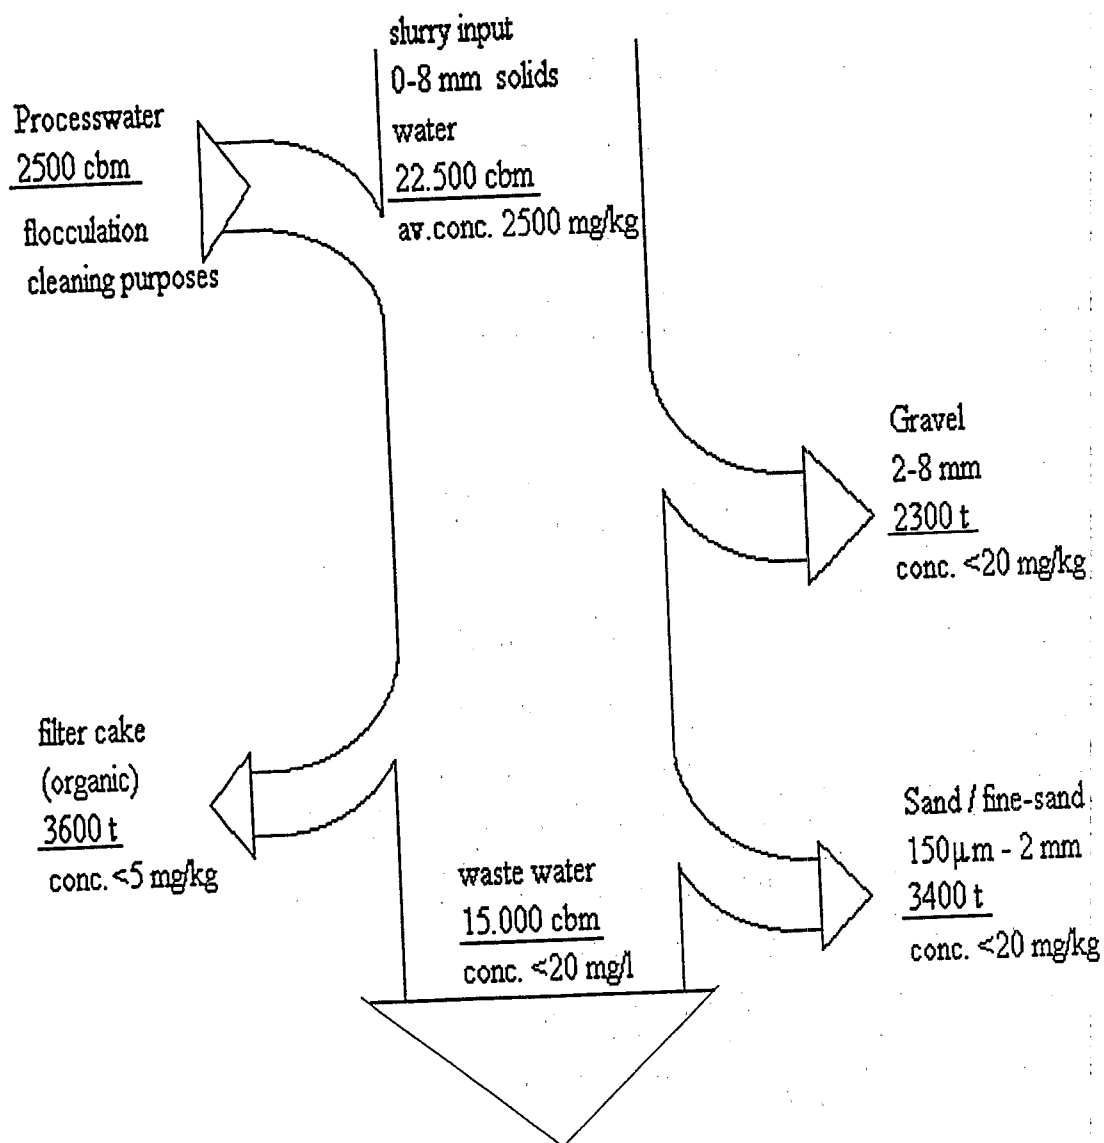 slurry input
0-8 mm solids
water
22.500 cbm
av.conc. 2500 mg/kg
Processwater
2500 cbm
flocculation
cleaning purposes
Gravel
2-8 mm
2300 t
conc. <20 mg/kg
filter cake
(organic)
3600 t
conc. <5 mg/kg
waste water
15.000 cbm
conc. <20 mg/l
Sand / fine-sand
150µm - 2 mm
3400 t
conc. <20 mg/kg